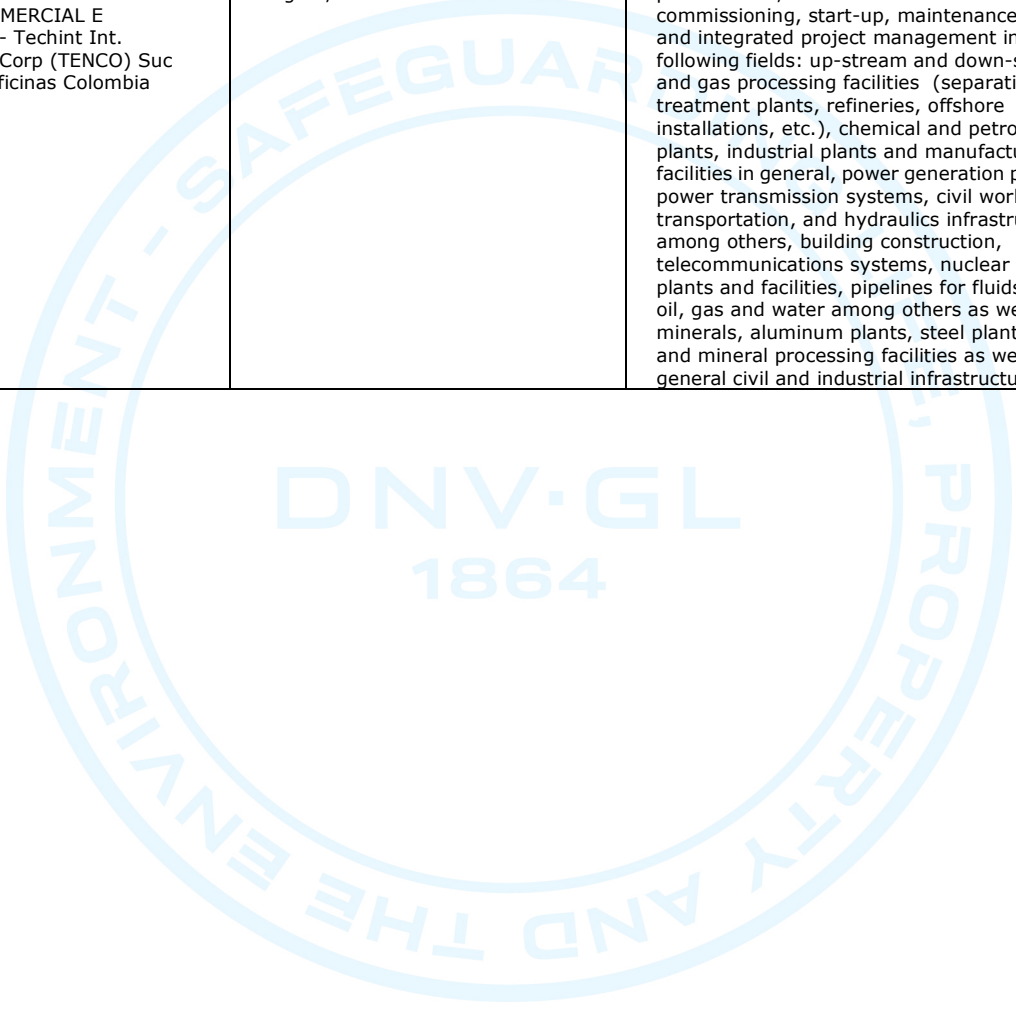 MERCIAL E
- Techint Int.
Corp (TENCO) Suc
ficinas Colombia
commissioning, start-up, maintenance
and integrated project management in
following fields: up-stream and down-s
and gas processing facilities (separati
treatment plants, refineries, offshore
installations, etc.), chemical and petro
plants, industrial plants and manufactu
facilities in general, power generation p
power transmission systems, civil work
transportation, and hydraulics infrastru
among others, building construction,
telecommunications systems, nuclear
plants and facilities, pipelines for fluids
oil, gas and water among others as we
minerals, aluminum plants, steel plant
and mineral processing facilities as we
general civil and industrial infrastructu
SAFEGUARDING LIFE, PROPERTY AND THE ENVIRONMENT -
DNV·GL
1864